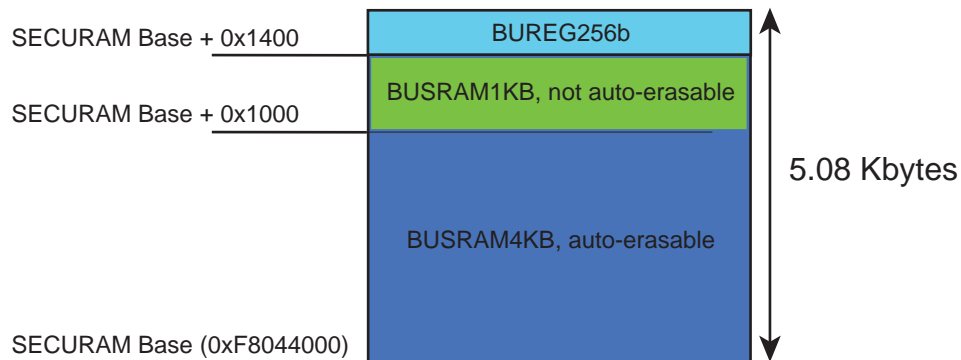 SECURAM Base + 0x1400
BUREG256b
BUSRAM1KB, not auto-erasable
SECURAM Base + 0x1000
5.08 Kbytes
BUSRAM4KB, auto-erasable
SECURAM Base (0xF8044000)